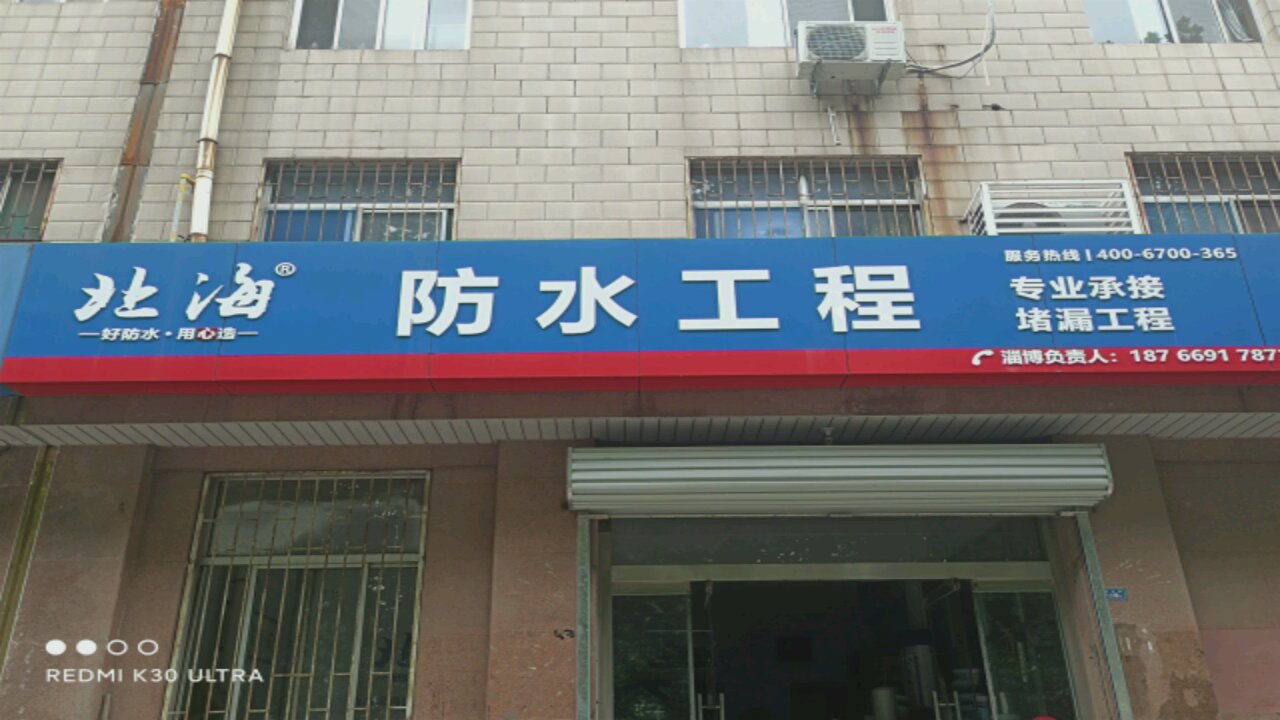 北海®
—好防水·用心造—
防水工程
服务热线 | 400-6700-365
专业承接
堵漏工程
淄博负责人：187 6691 787
REDMI K30 ULTRA